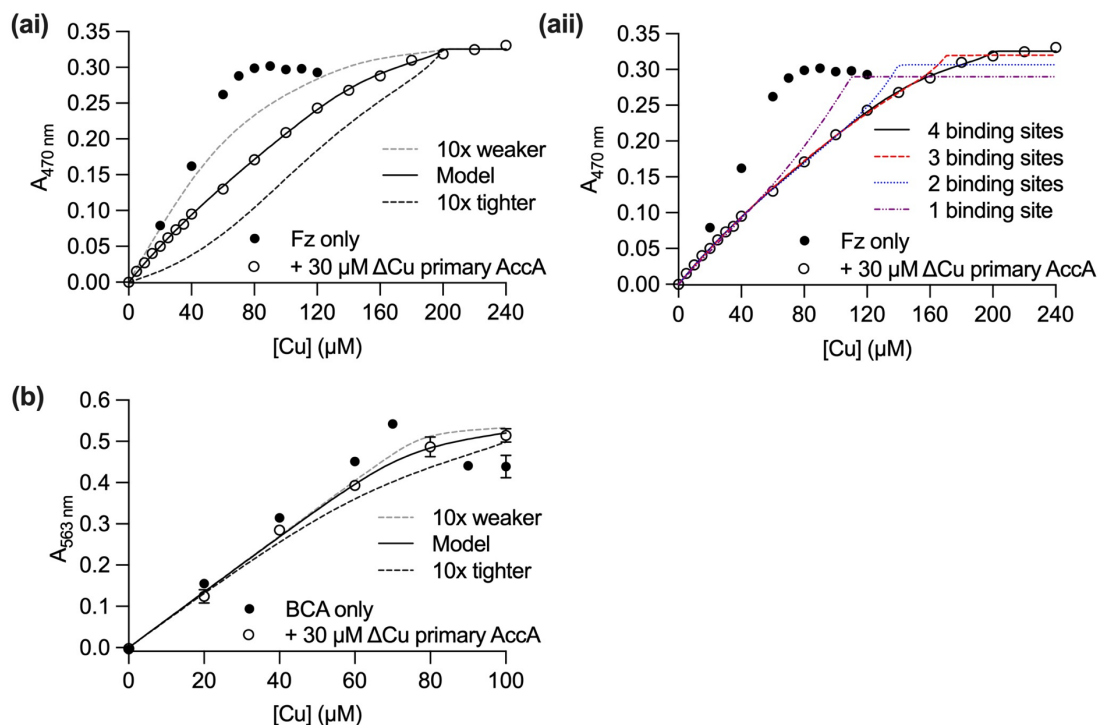 (ai)
A470 nm
0.35
0.30
0.25
0.20
0.15
0.10
0.05
0.00
10x weaker
Model
10x tighter
Fz only
+ 30 µM ΔCu primary AccA
0 40 80 120 160 200 240
[Cu] (µM)
(aii)
A470 nm
0.35
0.30
0.25
0.20
0.15
0.10
0.05
0.00
4 binding sites
3 binding sites
2 binding sites
1 binding site
Fz only
+ 30 µM ΔCu primary AccA
0 40 80 120 160 200 240
[Cu] (µM)
(b)
A563 nm
0.6
0.5
0.4
0.3
0.2
0.1
0.0
10x weaker
Model
10x tighter
BCA only
+ 30 µM ΔCu primary AccA
0 20 40 60 80 100
[Cu] (µM)